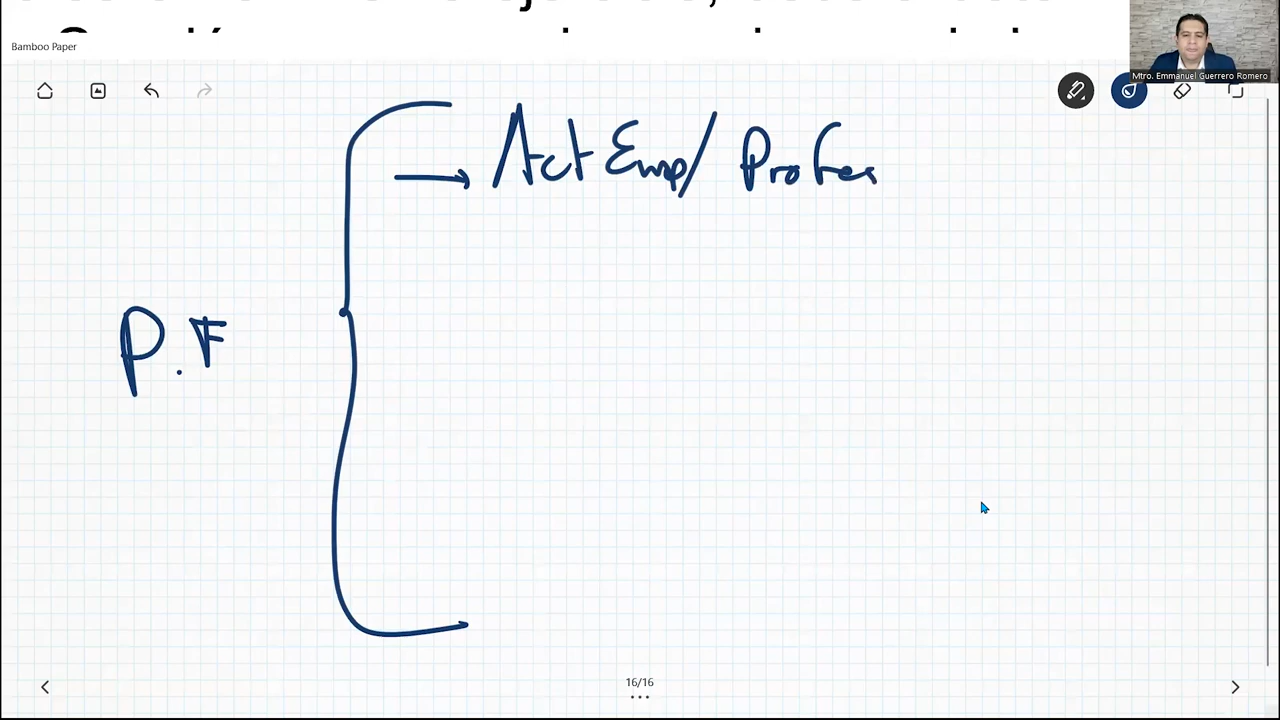 Bamboo Paper
Mtro. Emmanuel Guerrero Romero
→ Act Emp/ Profes
P.F
16/16